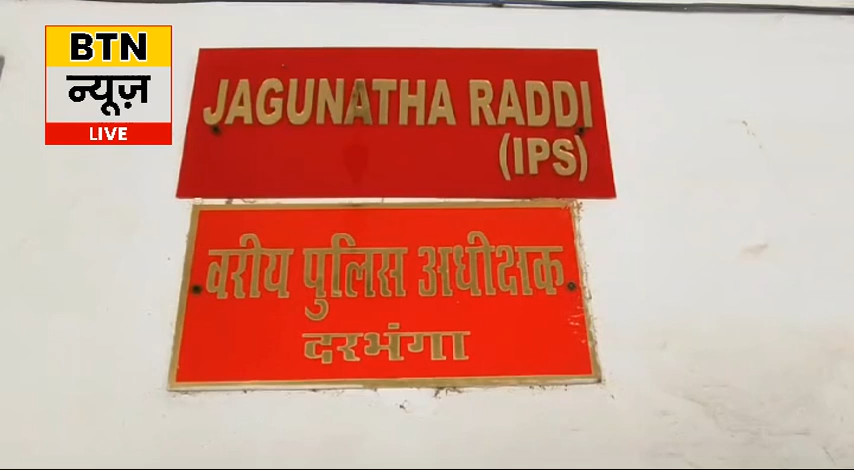 BTN
न्यूज़
LIVE
JAGUNATHA RADDI
(IPS)
वरीय पुलिस अधीक्षक
दरभंगा